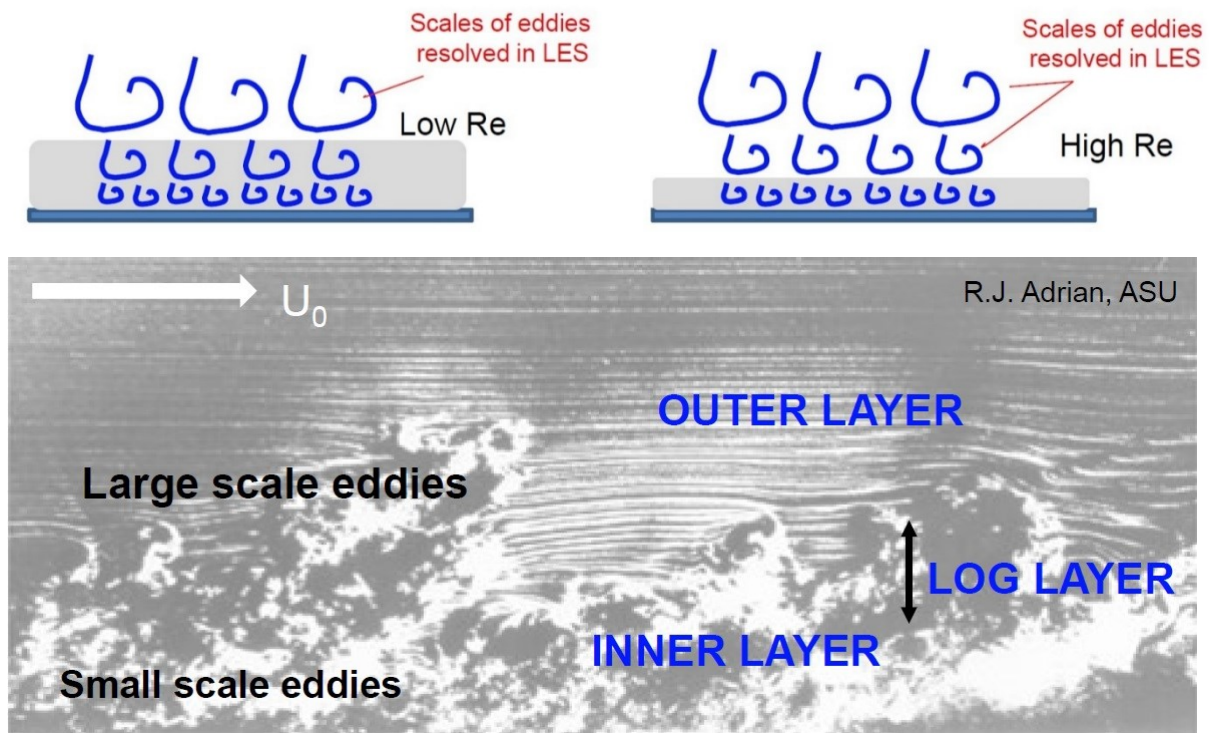 Scales of eddies
resolved in LES
Low Re
Scales of eddies
resolved in LES
High Re
U₀
R.J. Adrian, ASU
OUTER LAYER
Large scale eddies
LOG LAYER
INNER LAYER
Small scale eddies